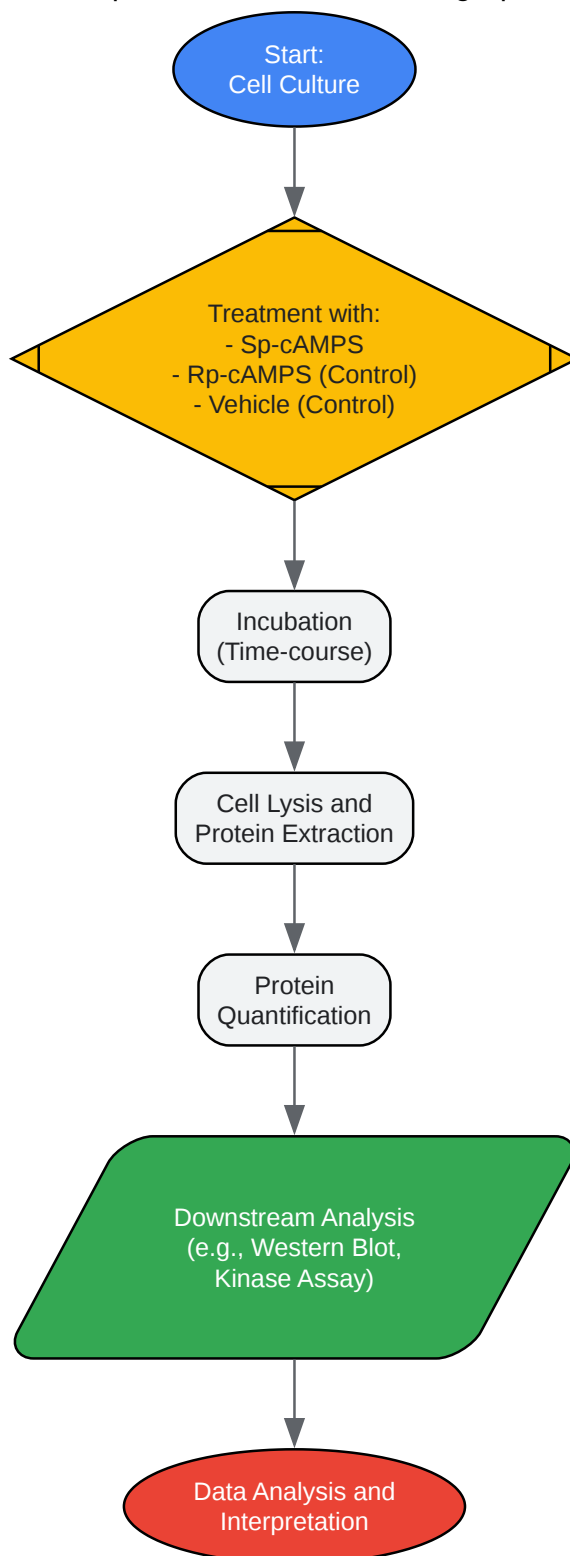 Start:
Cell Culture
Treatment with:
- Sp-cAMPS
- Rp-cAMPS (Control)
- Vehicle (Control)
Incubation
(Time-course)
Cell Lysis and
Protein Extraction
Protein
Quantification
Downstream Analysis
(e.g., Western Blot,
Kinase Assay)
Data Analysis and
Interpretation